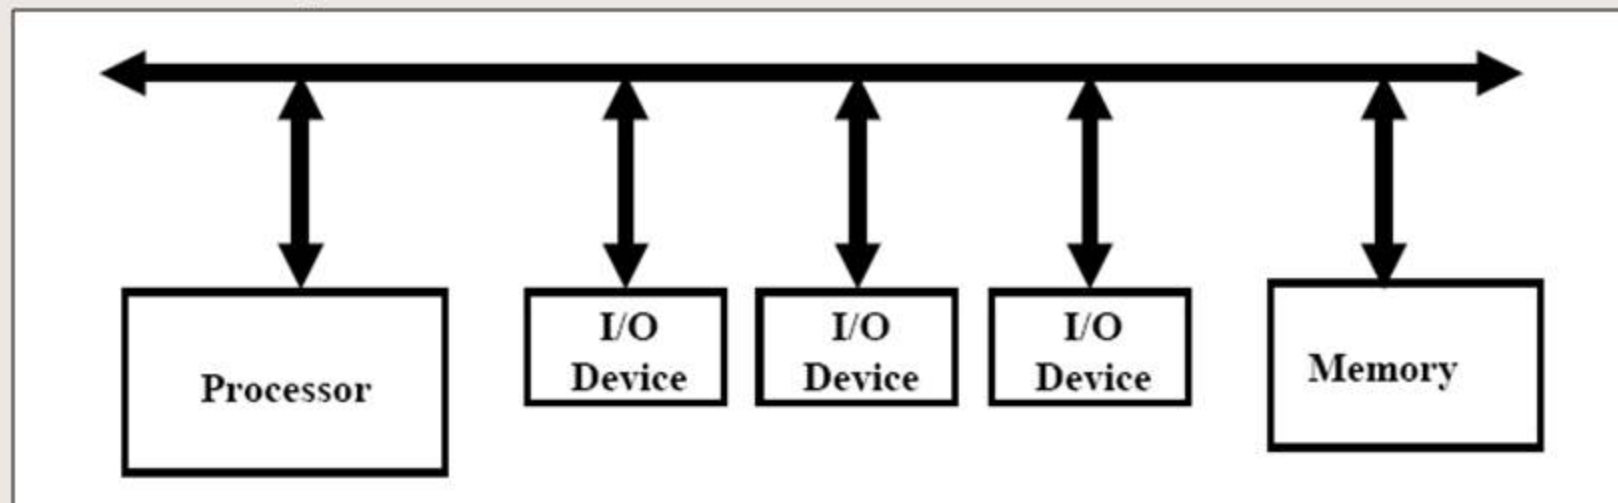 Processor
I/O
Device
I/O
Device
I/O
Device
Memory